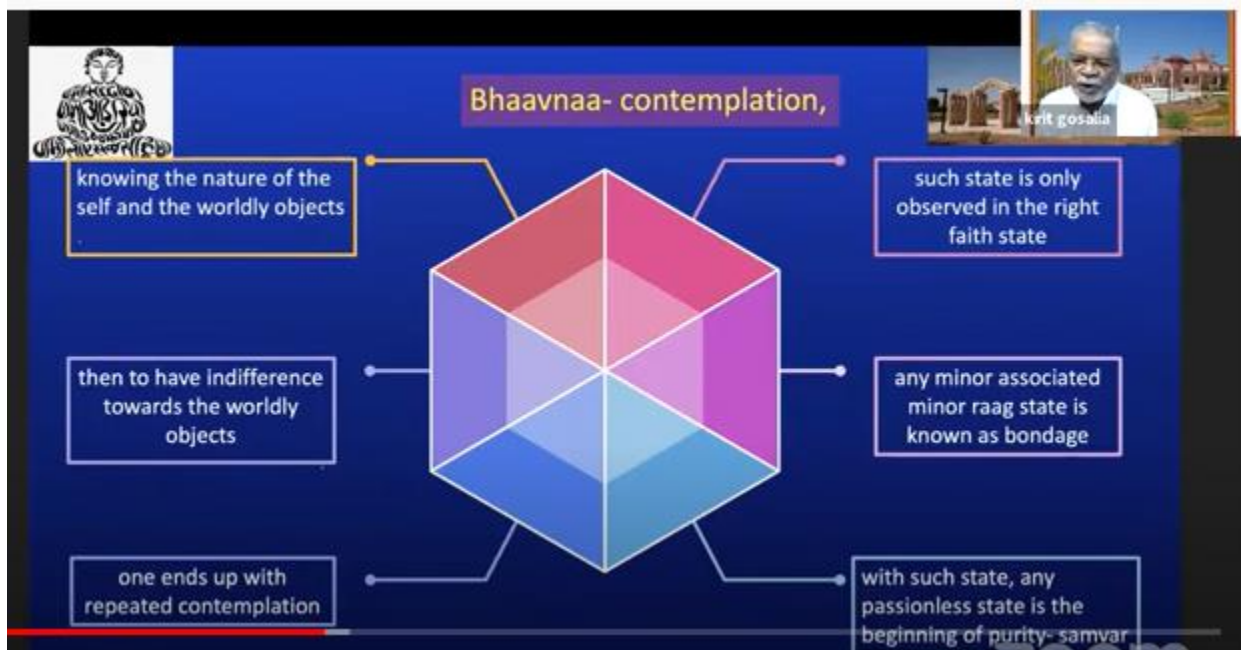 Bhaavnaa- contemplation,
kirit gosalia
knowing the nature of the
self and the worldly objects
then to have indifference
towards the worldly
objects
one ends up with
repeated contemplation
such state is only
observed in the right
faith state
any minor associated
minor raag state is
known as bondage
with such state, any
passionless state is the
beginning of purity- samvar
zoom